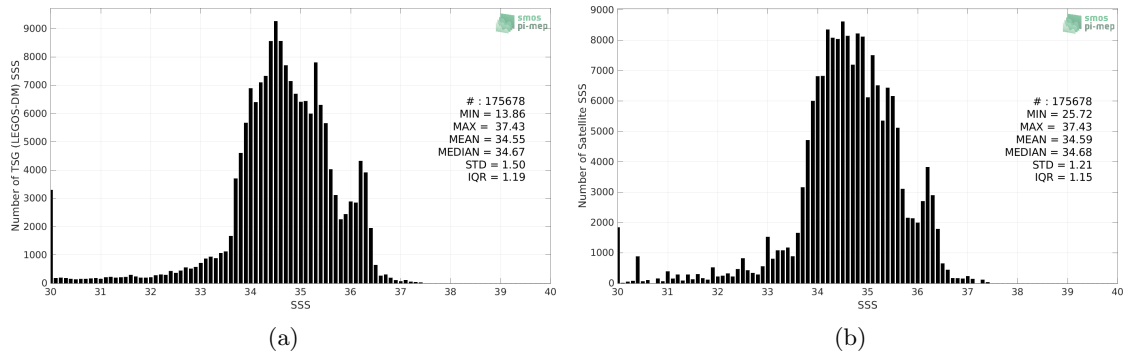 smos
pi-mep
9000
8000
7000
6000
5000
4000
3000
2000
1000
0
Number of TSG (LEGOS-DM) SSS
# : 175678
MIN = 13.86
MAX = 37.43
MEAN = 34.55
MEDIAN = 34.67
STD = 1.50
IQR = 1.19
30 31 32 33 34 35 36 37 38 39 40
SSS
(a)
smos
pi-mep
9000
8000
7000
6000
5000
4000
3000
2000
1000
0
Number of Satellite SSS
# : 175678
MIN = 25.72
MAX = 37.43
MEAN = 34.59
MEDIAN = 34.68
STD = 1.21
IQR = 1.15
30 31 32 33 34 35 36 37 38 39 40
SSS
(b)